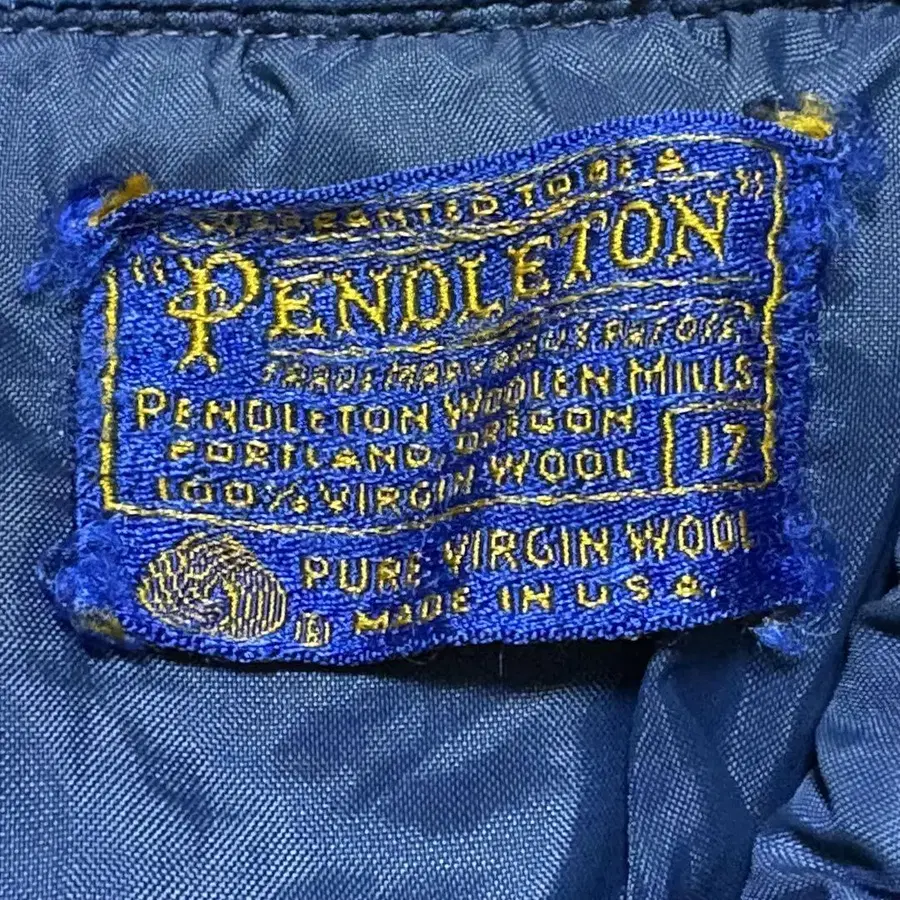 WARRANTED TO BE A
"PENDLETON"
TRADE MARK REG. U.S. PAT. OFF.
PENDLETON WOOLEN MILLS
PORTLAND, OREGON
100% VIRGIN WOOL
17
PURE VIRGIN WOOL
® MADE IN U.S.A.